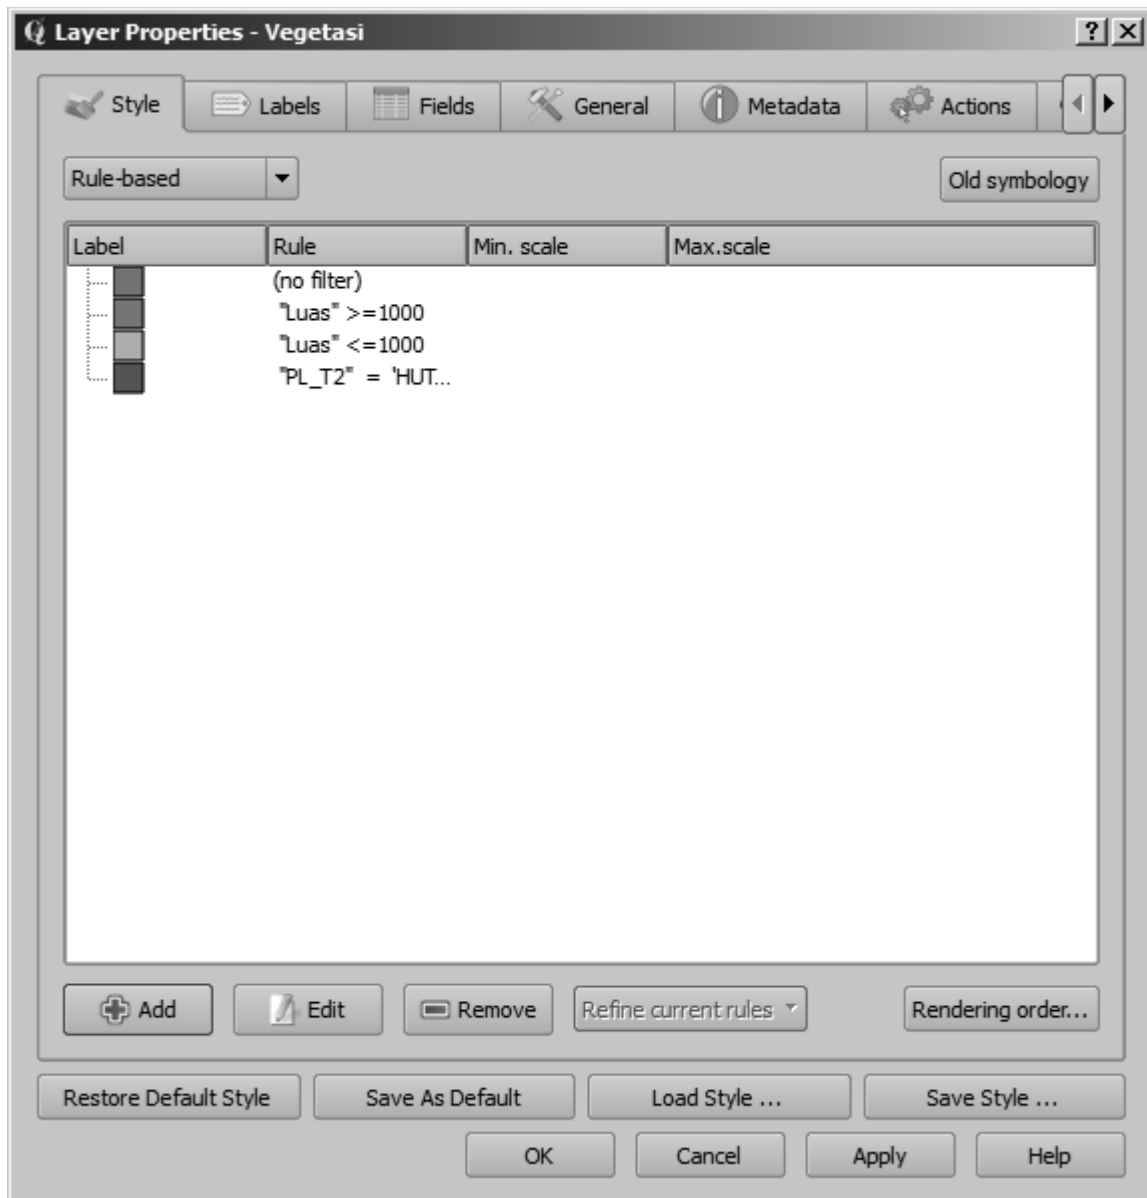 Layer Properties - Vegetasi
Style Labels Fields General Metadata Actions
Rule-based Old symbology
Label Rule Min. scale Max.scale
(no filter)
"Luas" >=1000
"Luas" <=1000
"PL_T2" = 'HUT...
Add Edit Remove Refine current rules Rendering order...
Restore Default Style Save As Default Load Style ... Save Style ...
OK Cancel Apply Help